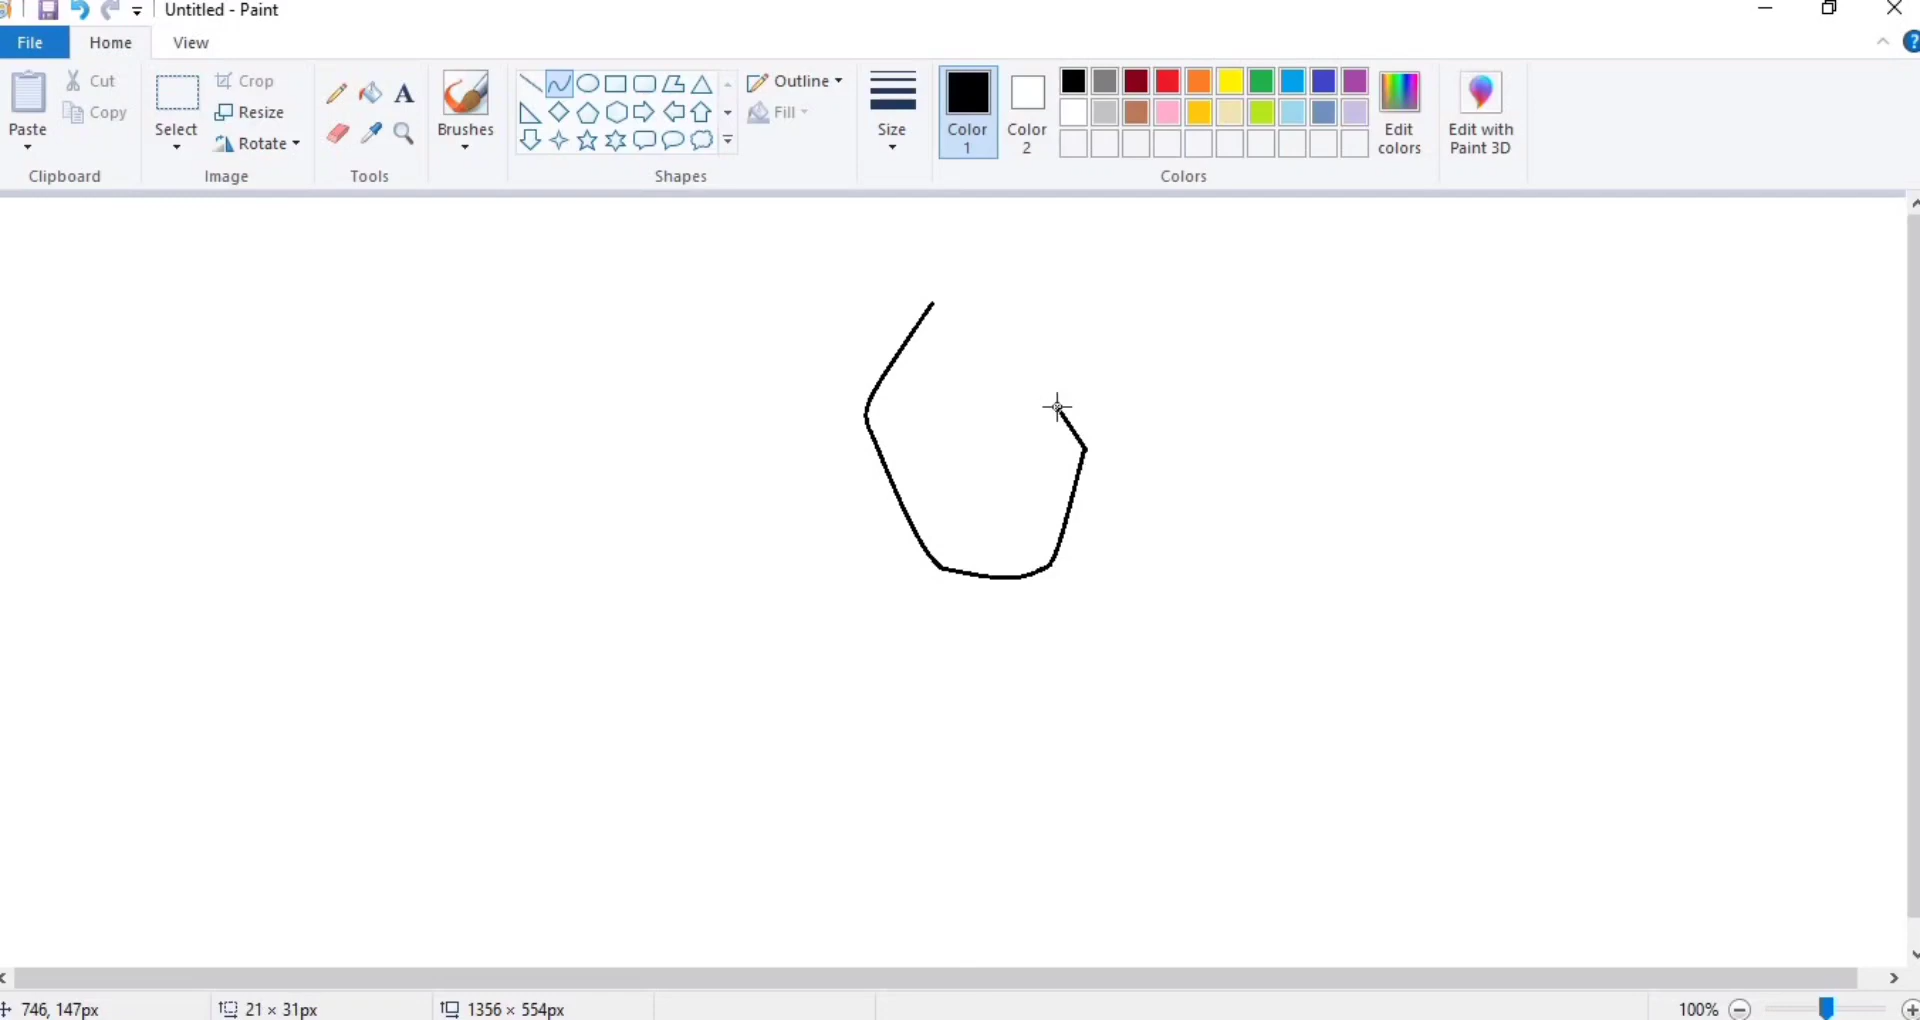 Untitled - Paint
File Home View
Paste
Cut
Copy
Clipboard
Select
Crop
Resize
Rotate
Image
A
Tools
Brushes
Outline
Fill
Shapes
Size
Color 1
Color 2
Edit colors
Edit with Paint 3D
Colors
746, 147px 21 × 31px 1356 × 554px 100%